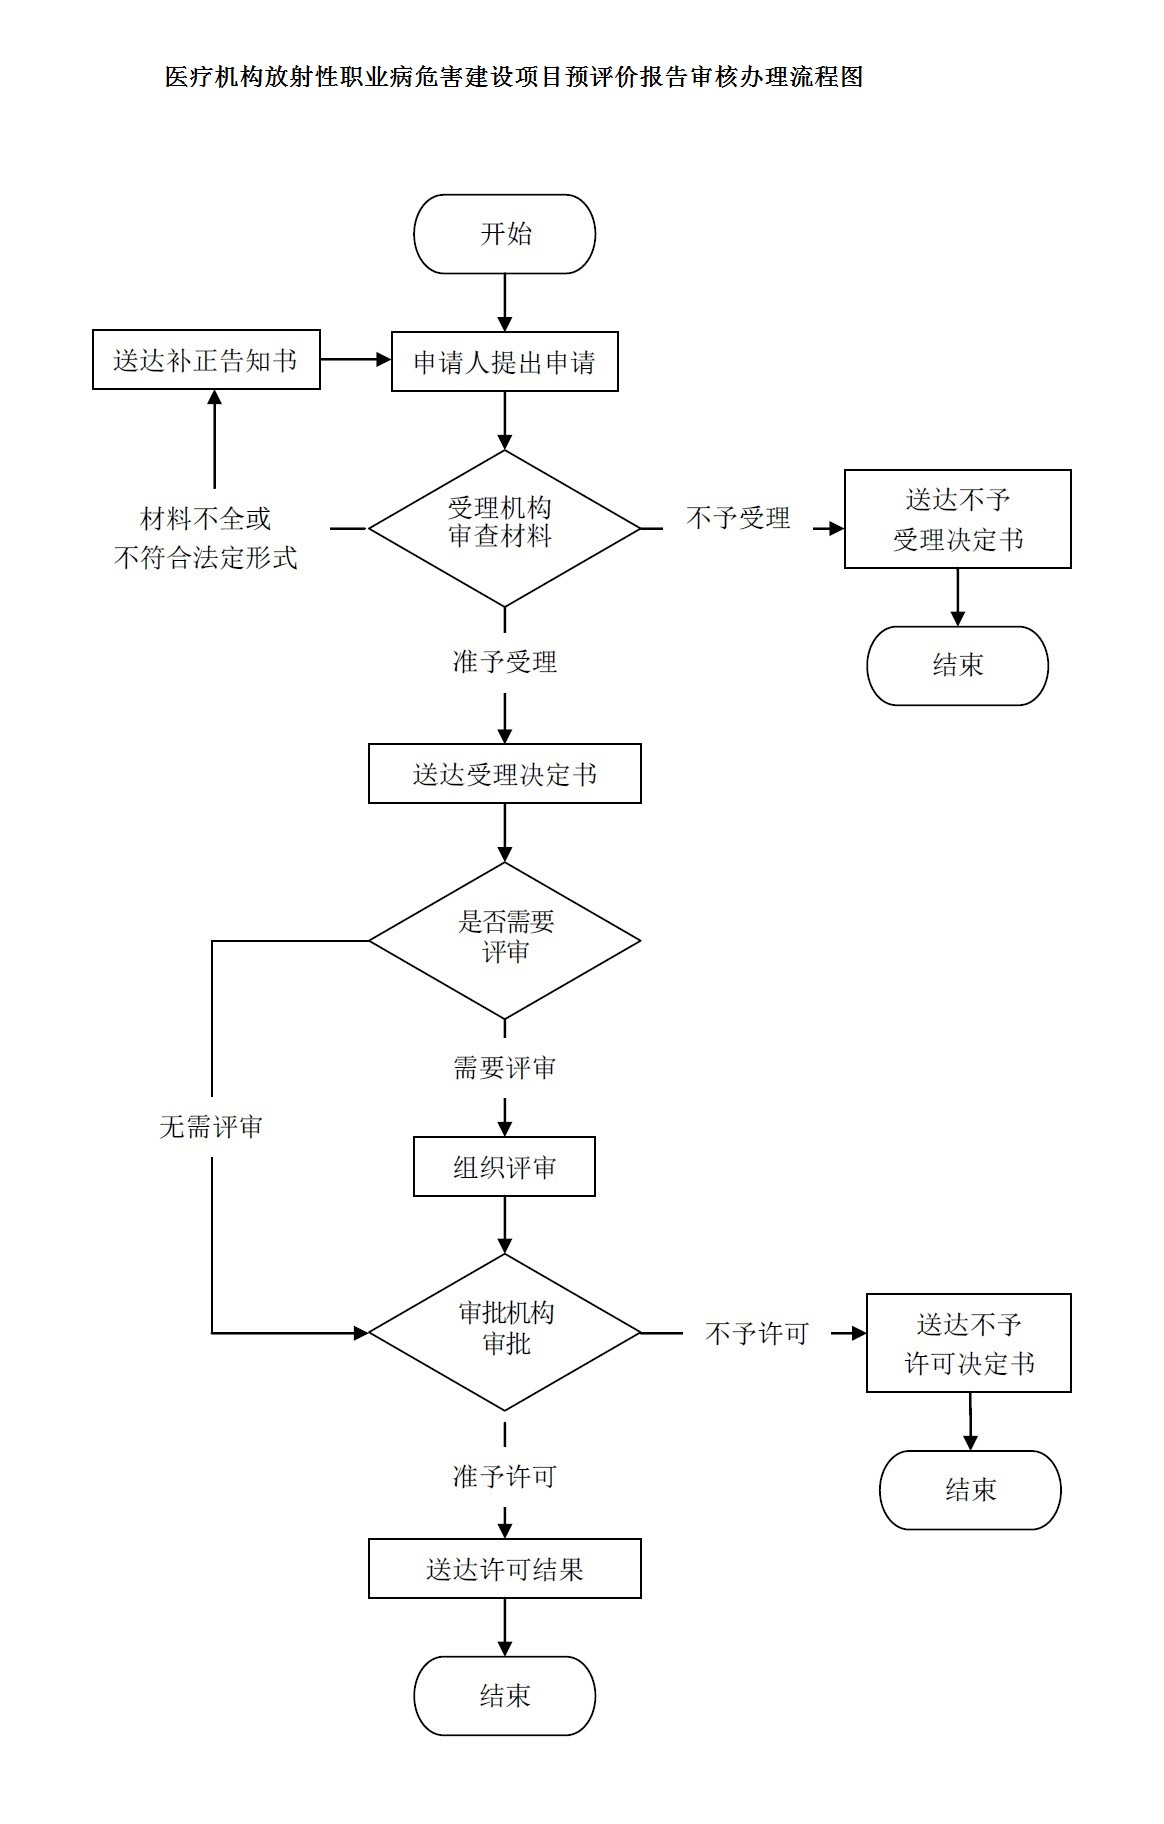 医疗机构放射性职业病危害建设项目预评价报告审核办理流程图
开始
送达补正告知书
申请人提出申请
受理机构
审查材料
材料不全或
不符合法定形式
不予受理
送达不予
受理决定书
结束
准予受理
送达受理决定书
是否需要
评审
需要评审
无需评审
组织评审
审批机构
审批
不予许可
送达不予
许可决定书
结束
准予许可
送达许可结果
结束